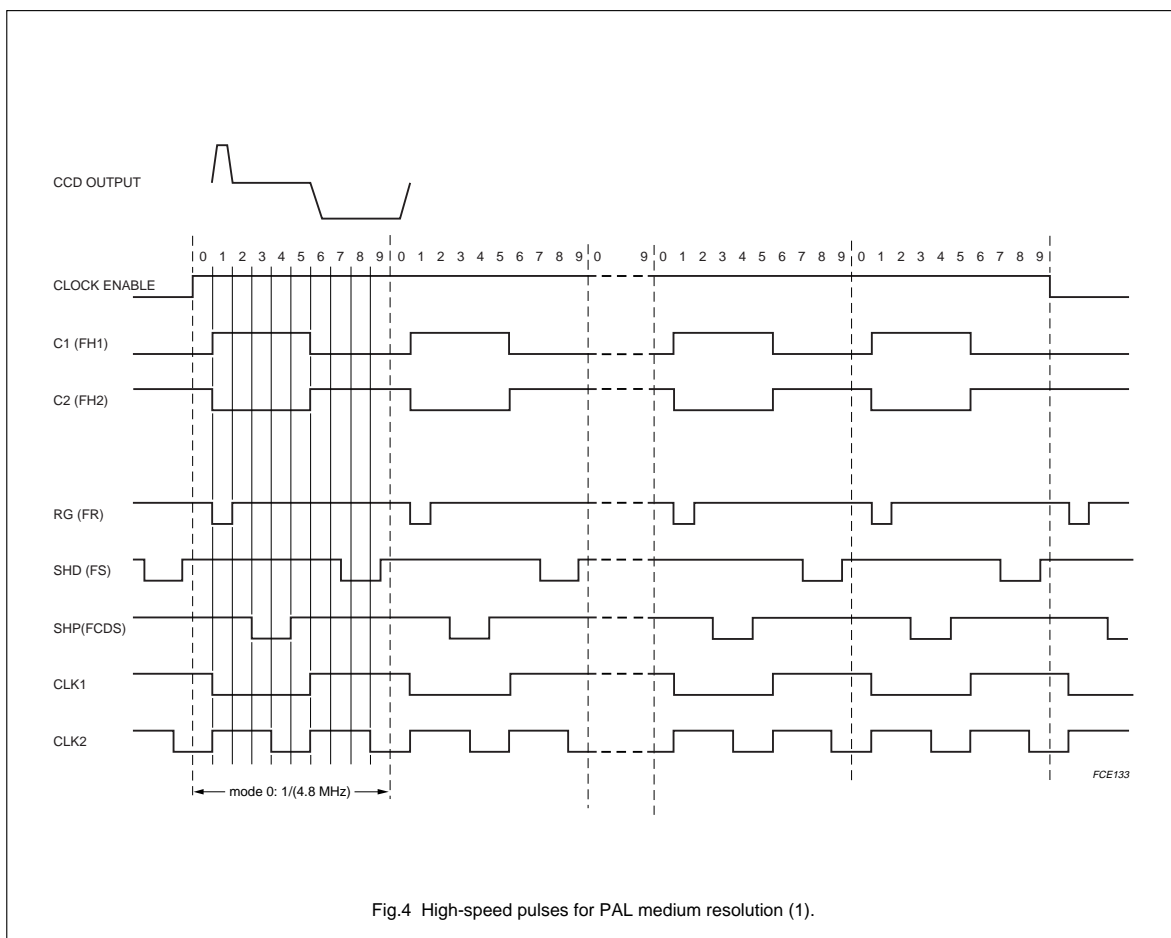 CCD OUTPUT
0 1 2 3 4 5 6 7 8 9 0 1 2 3 4 5 6 7 8 9 0 9 0 1 2 3 4 5 6 7 8 9 0 1 2 3 4 5 6 7 8 9
CLOCK ENABLE
C1 (FH1)
C2 (FH2)
RG (FR)
SHD (FS)
SHP(FCDS)
CLK1
CLK2
FCE133
mode 0: 1/(4.8 MHz)
Fig.4 High-speed pulses for PAL medium resolution (1).